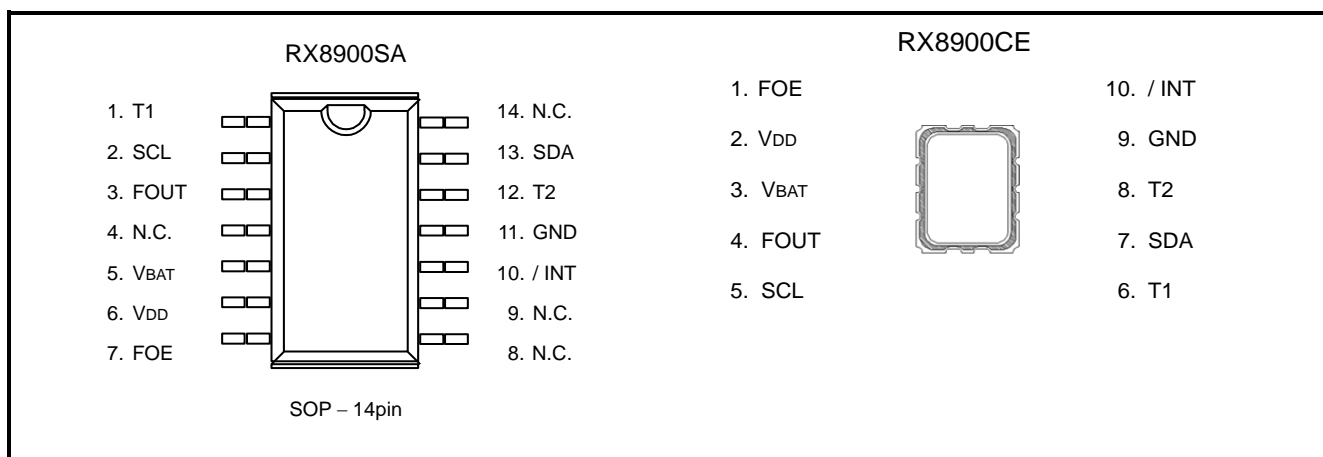 RX8900SA
1. T1
2. SCL
3. FOUT
4. N.C.
5. VBAT
6. VDD
7. FOE
14. N.C.
13. SDA
12. T2
11. GND
10. / INT
9. N.C.
8. N.C.
SOP – 14pin
RX8900CE
1. FOE
2. VDD
3. VBAT
4. FOUT
5. SCL
10. / INT
9. GND
8. T2
7. SDA
6. T1